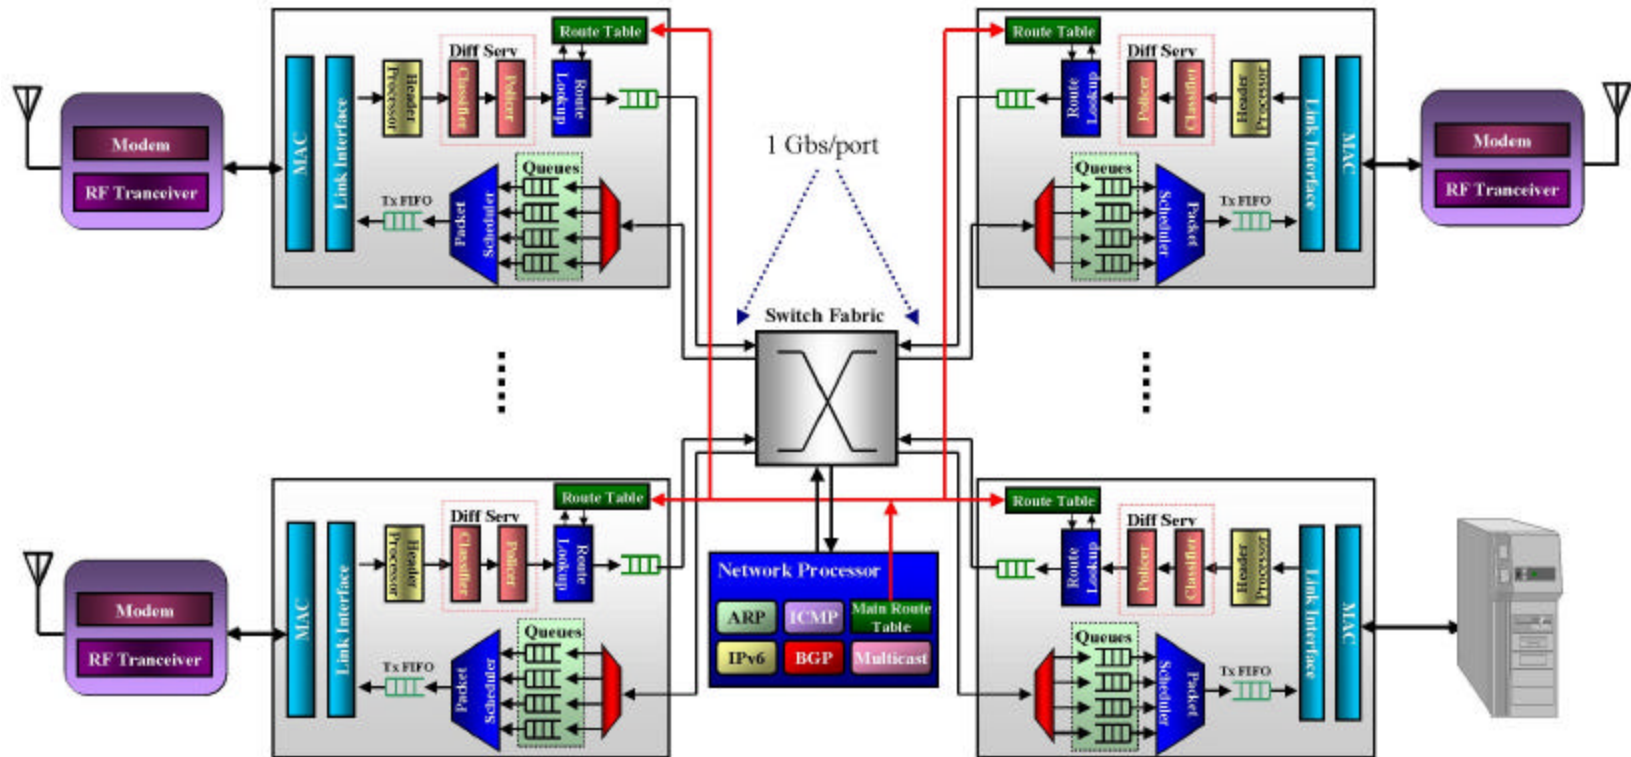 Route Table
Diff Serv
MAC
Link Interface
Header
Processor
Classifier
Policer
Route
Lookup
Modem
RF Tranceiver
Queues
Tx FIFO
Packet
Scheduler
1 Gbs/port
Route Table
Diff Serv
Route
Lookup
Policer
Classifier
Header
Processor
Link Interface
MAC
Modem
RF Tranceiver
Queues
Packet
Scheduler
Tx FIFO
Switch Fabric
Route Table
Diff Serv
MAC
Link Interface
Header
Processor
Classifier
Policer
Route
Lookup
Modem
RF Tranceiver
Queues
Tx FIFO
Packet
Scheduler
Network Processor
ARP
ICMP
Main Route
Table
IPv6
BGP
Multicast
Route Table
Diff Serv
Route
Lookup
Policer
Classifier
Header
Processor
Link Interface
MAC
Queues
Packet
Scheduler
Tx FIFO